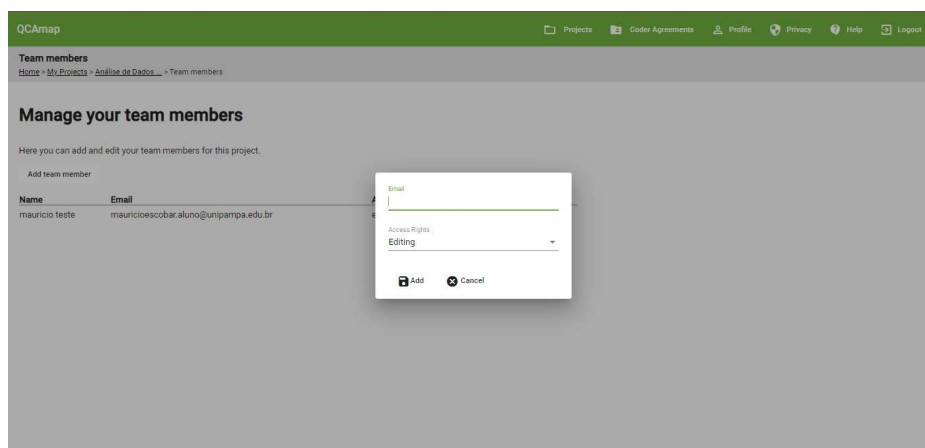 QCAmap
Projects
Coder Agreements
Profile
Privacy
Help
Logout
Team members
Home > My Projects > Análise de Dados ... > Team members
Manage your team members
Here you can add and edit your team members for this project.
Add team member
Name Email
mauricio teste mauricioescobar.aluno@unipampa.edu.br
Email
Access Rights
Editing
Add Cancel